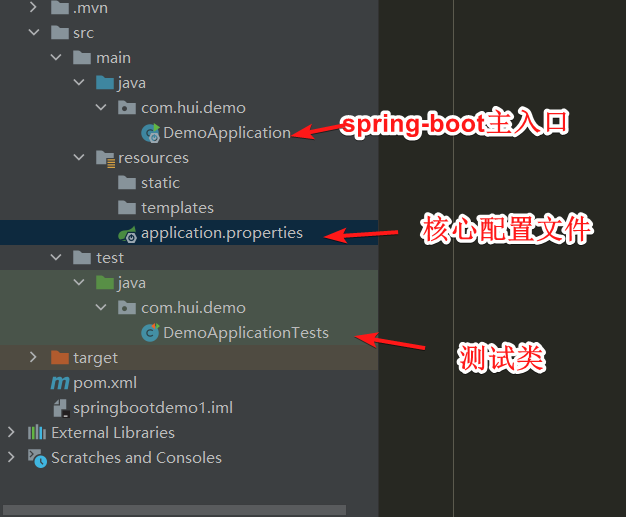 .mvn
src
main
java
com.hui.demo
DemoApplication
spring-boot主入口
resources
static
templates
application.properties
核心配置文件
test
java
com.hui.demo
DemoApplicationTests
测试类
target
pom.xml
springbootdemo1.iml
External Libraries
Scratches and Consoles